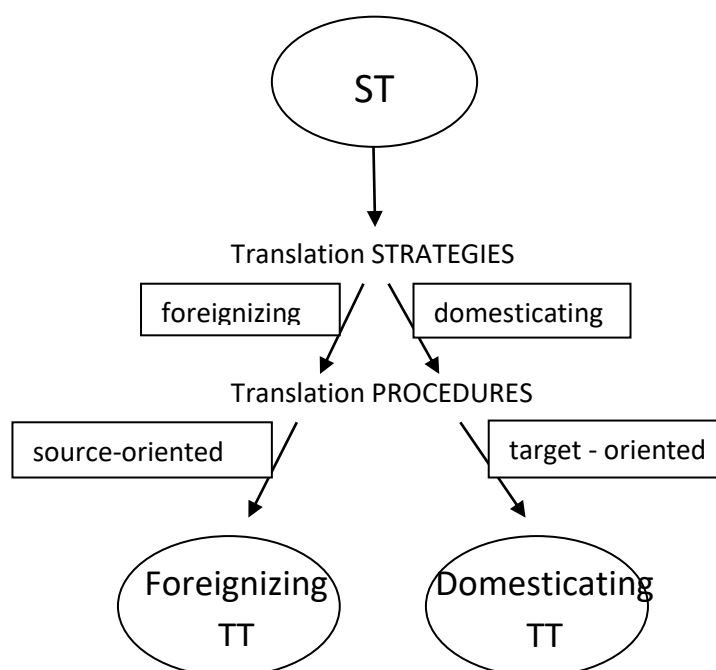 ST
Translation STRATEGIES
foreignizing
domesticating
Translation PROCEDURES
source-oriented
target - oriented
Foreignizing
TT
Domesticating
TT